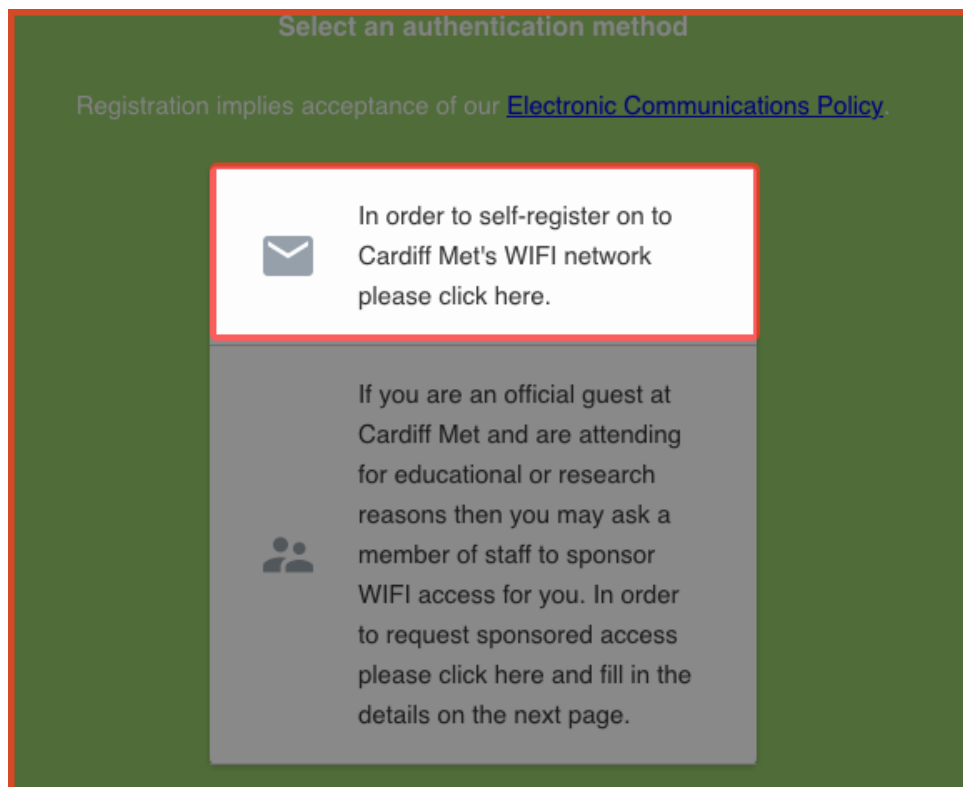 Select an authentication method
Registration implies acceptance of our Electronic Communications Policy.
In order to self-register on to
Cardiff Met's WIFI network
please click here.
If you are an official guest at
Cardiff Met and are attending
for educational or research
reasons then you may ask a
member of staff to sponsor
WIFI access for you. In order
to request sponsored access
please click here and fill in the
details on the next page.